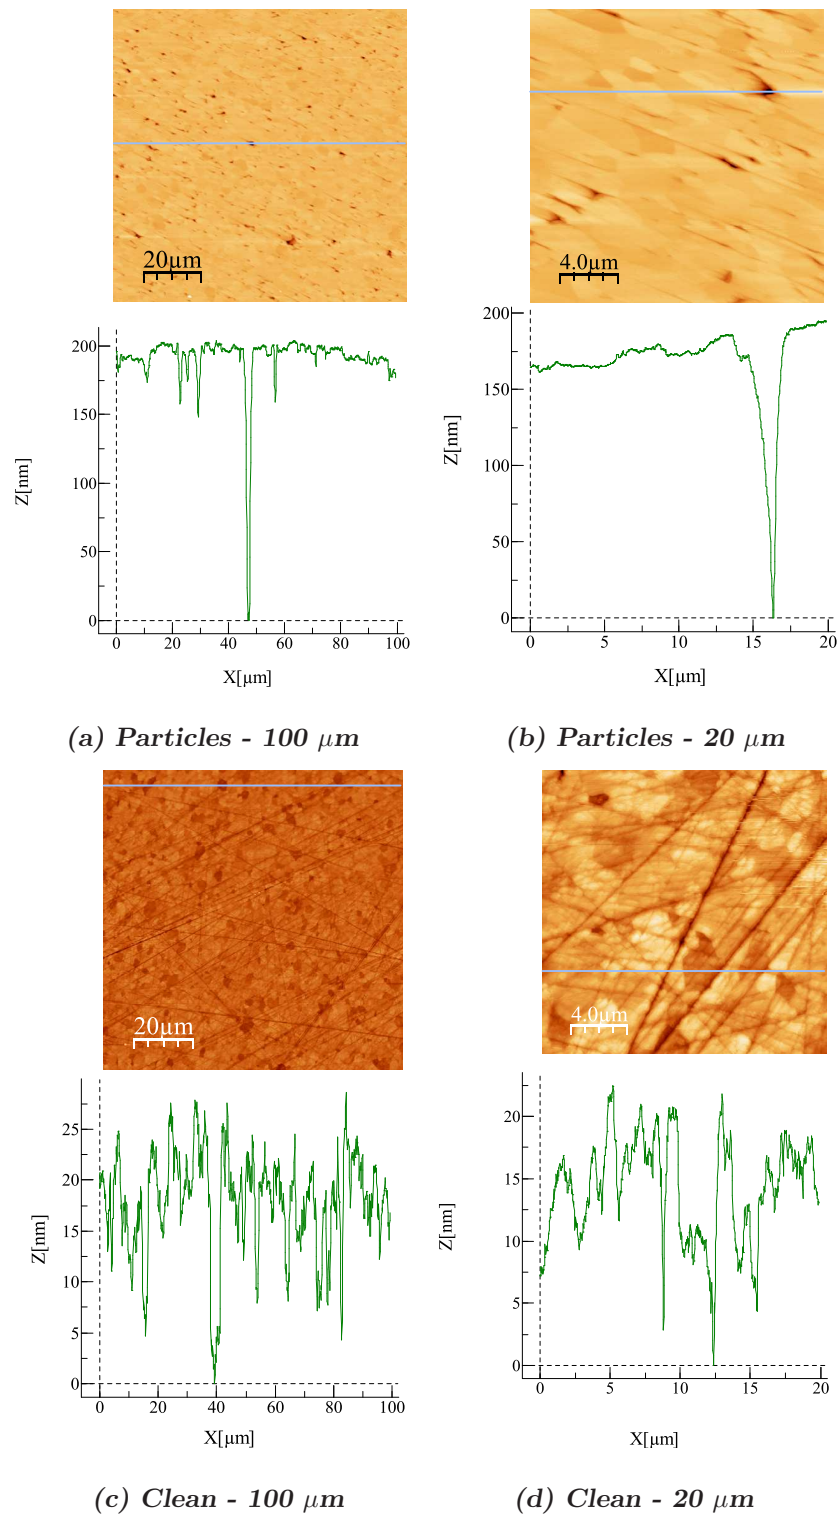 20μm
4.0μm
200
150
100
50
0
Z[nm]
0 20 40 60 80 100
X[μm]
200
150
100
50
0
Z[nm]
0 5 10 15 20
X[μm]
(a) Particles - 100 μm
(b) Particles - 20 μm
20μm
4.0μm
25
20
15
10
5
0
Z[nm]
0 20 40 60 80 100
X[μm]
20
15
10
5
0
Z[nm]
0 5 10 15 20
X[μm]
(c) Clean - 100 μm
(d) Clean - 20 μm